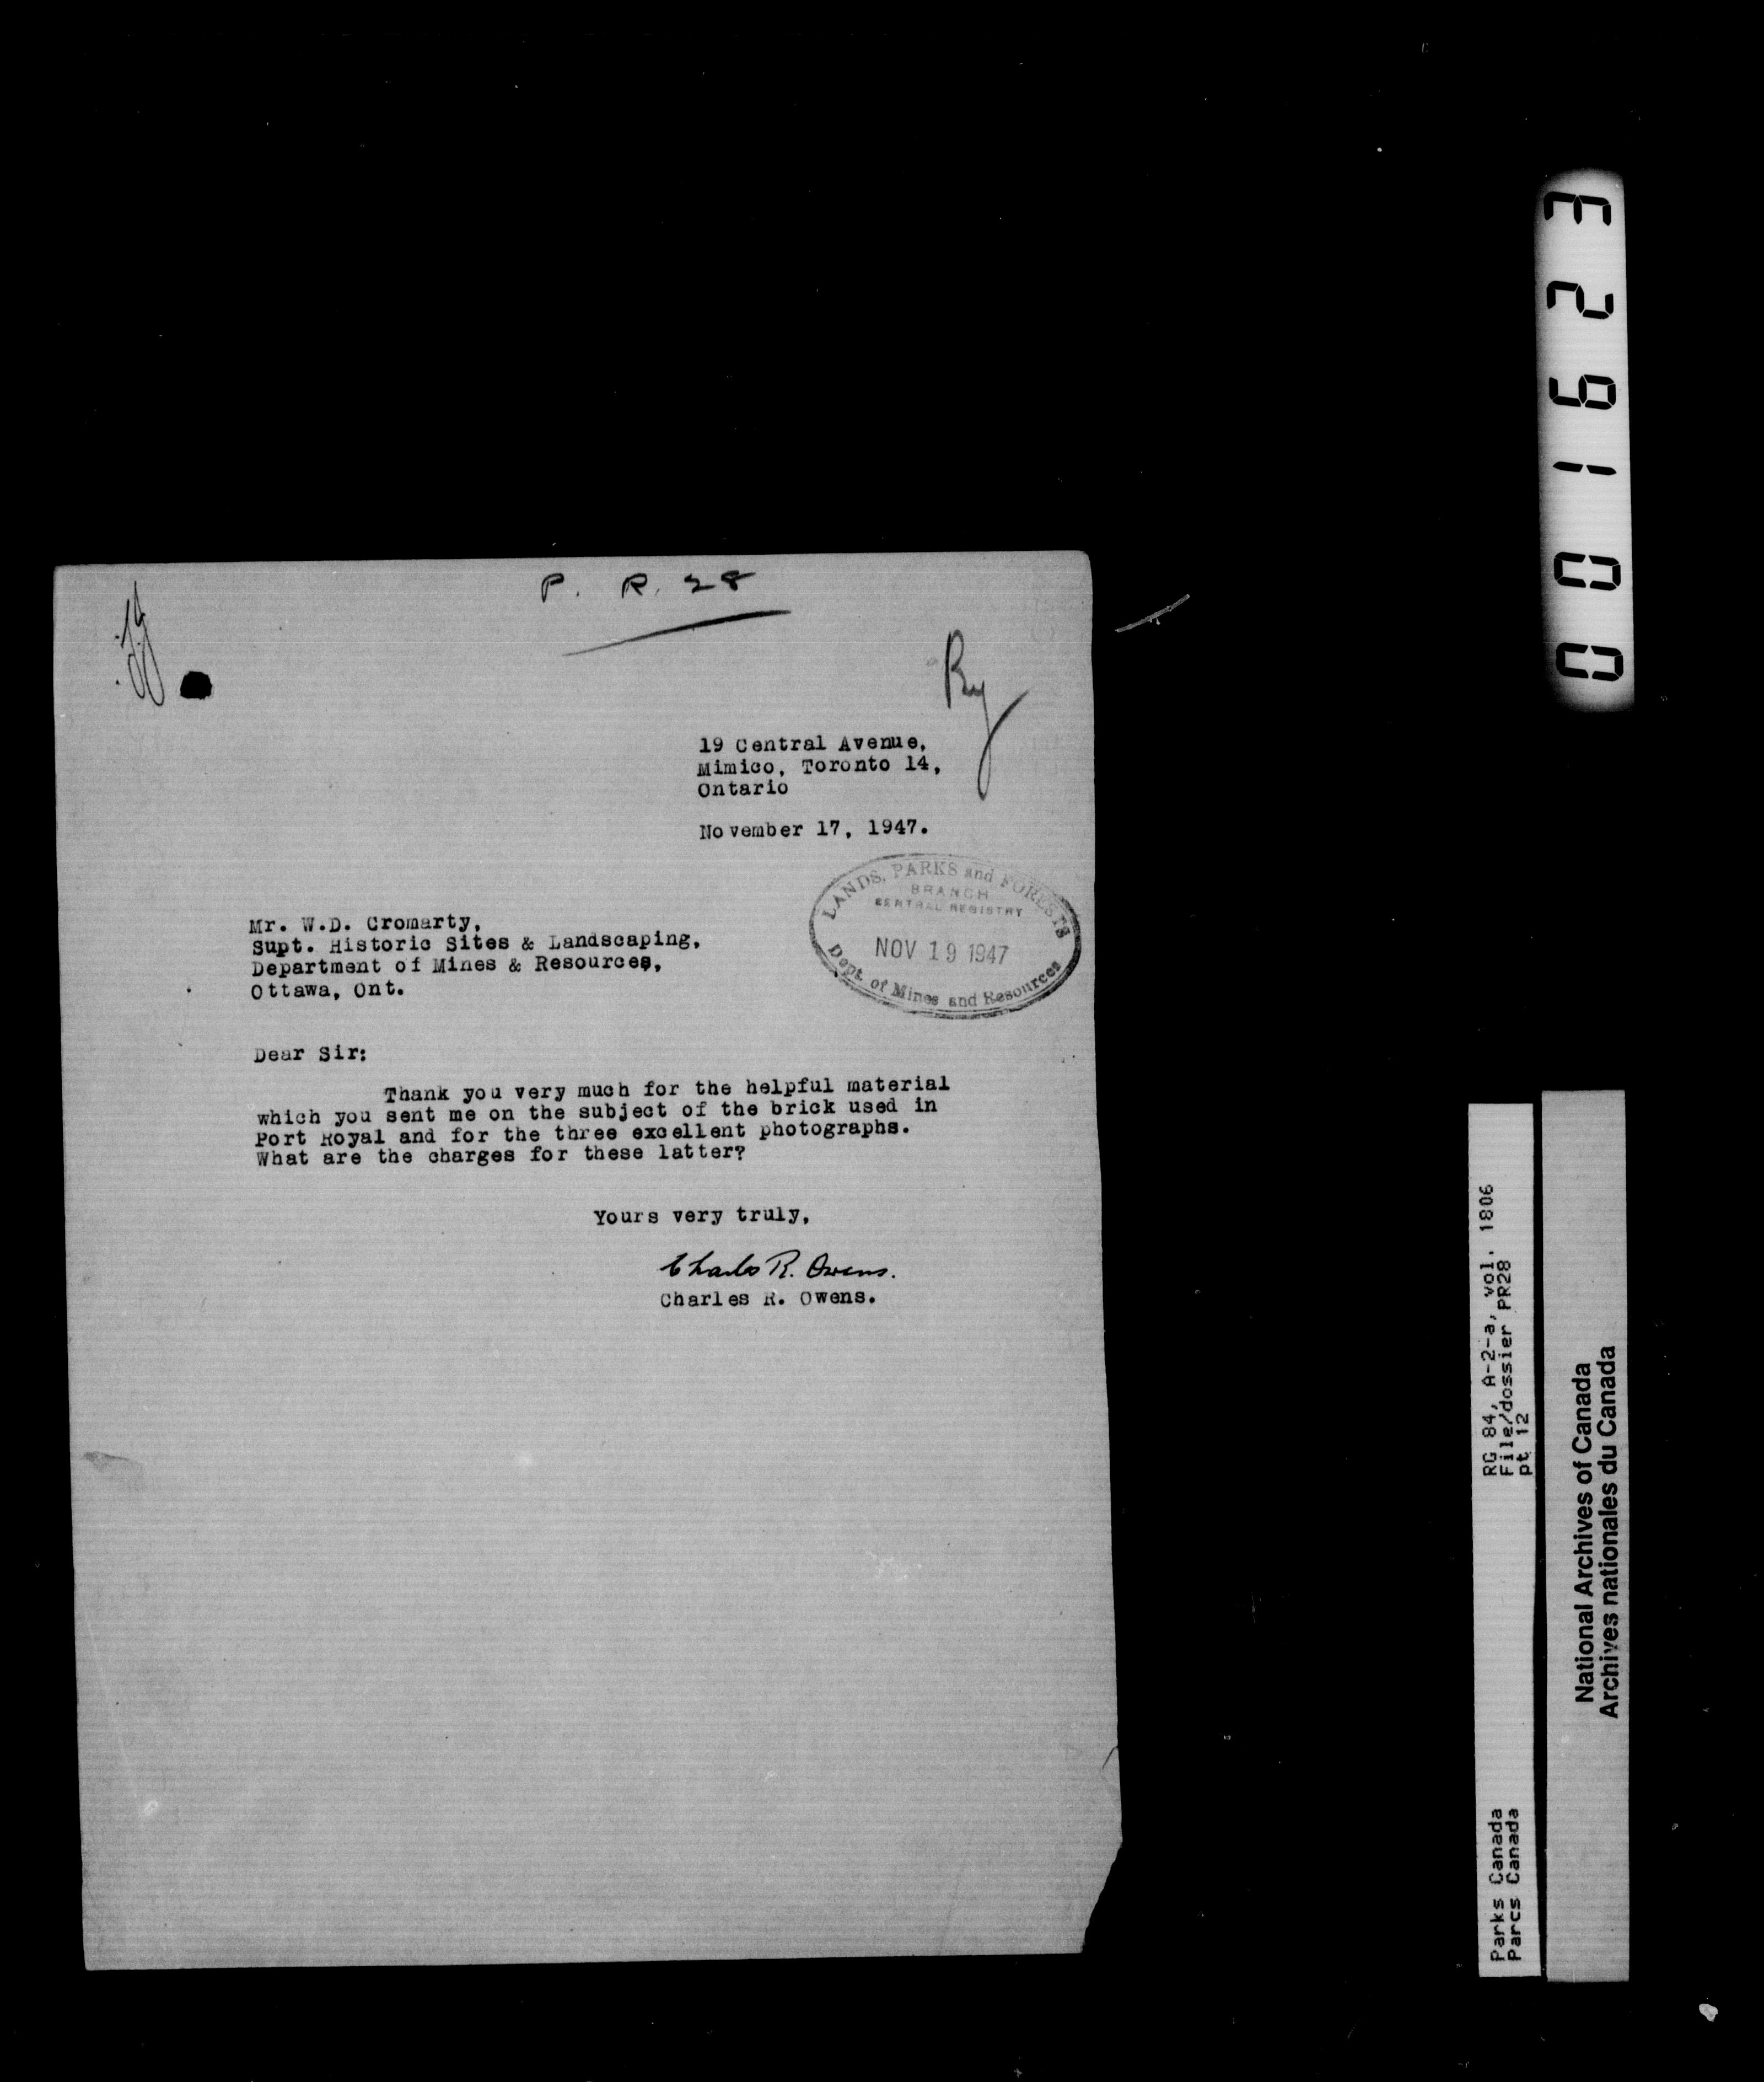 P. R. 28
Ry
19 Central Avenue,
Mimico, Toronto 14,
Ontario
November 17, 1947.
LANDS, PARKS and FORESTS
BRANCH
CENTRAL REGISTRY
NOV 19 1947
Dept. of Mines and Resources
Mr. W.D. Cromarty,
Supt. Historic Sites & Landscaping,
Department of Mines & Resources,
Ottawa, Ont.
Dear Sir:
Thank you very much for the helpful material
which you sent me on the subject of the brick used in
Port Royal and for the three excellent photographs.
What are the charges for these latter?
Yours very truly,
Charles R. Owens.
Charles R. Owens.
001623
RG 84, A-2-a, vol. 1806
File/dossier PR28
pt 12
Parks Canada
Parcs Canada
National Archives of Canada
Archives nationales du Canada